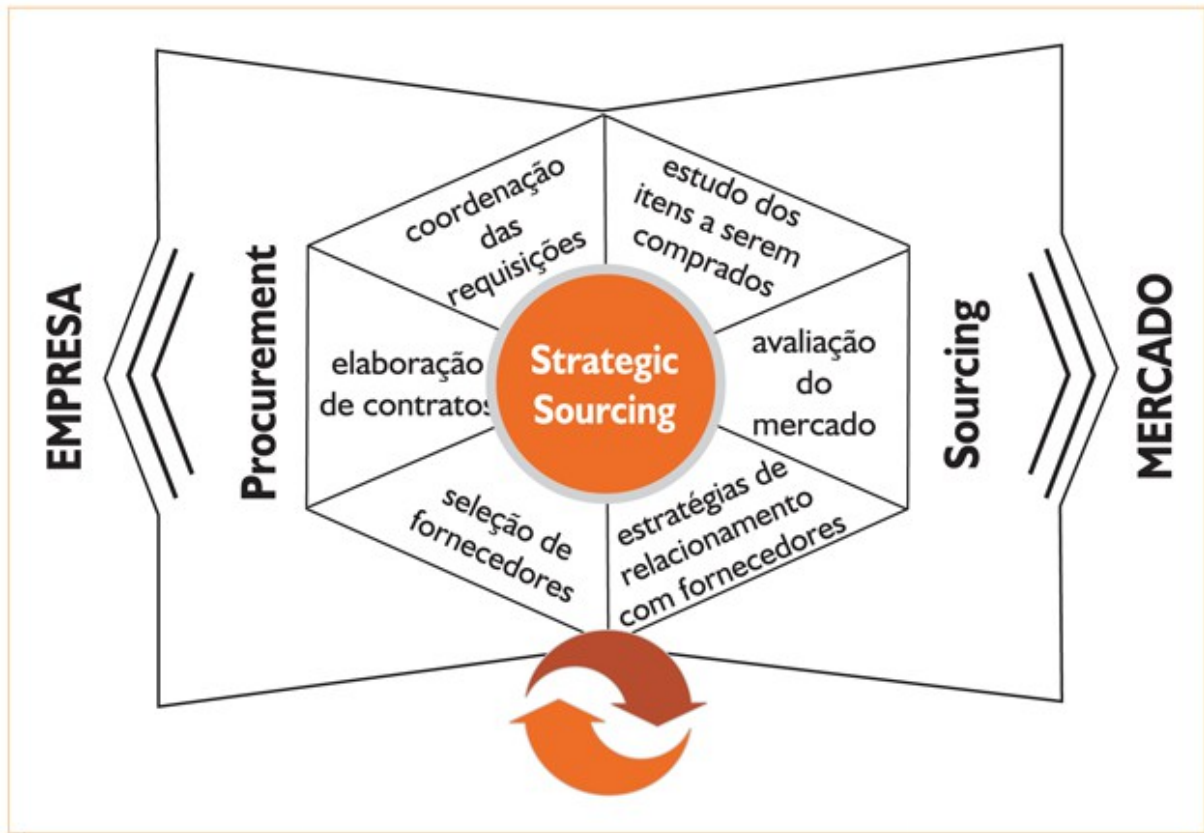 EMPRESA
Procurement
coordenação
das
requisições
elaboração
de contratos
seleção de
fornecedores
Strategic
Sourcing
estudo dos
itens a serem
comprados
avaliação
do
mercado
estratégias de
relacionamento
com fornecedores
Sourcing
MERCADO